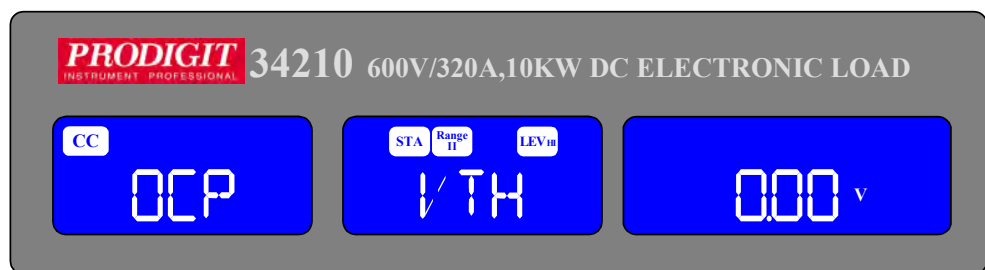 PRODIGIT
INSTRUMENT PROFESSIONAL
34210 600V/320A,10KW DC ELECTRONIC LOAD
CC
STA Range II LEV HI
OCP VTH 0.00 V